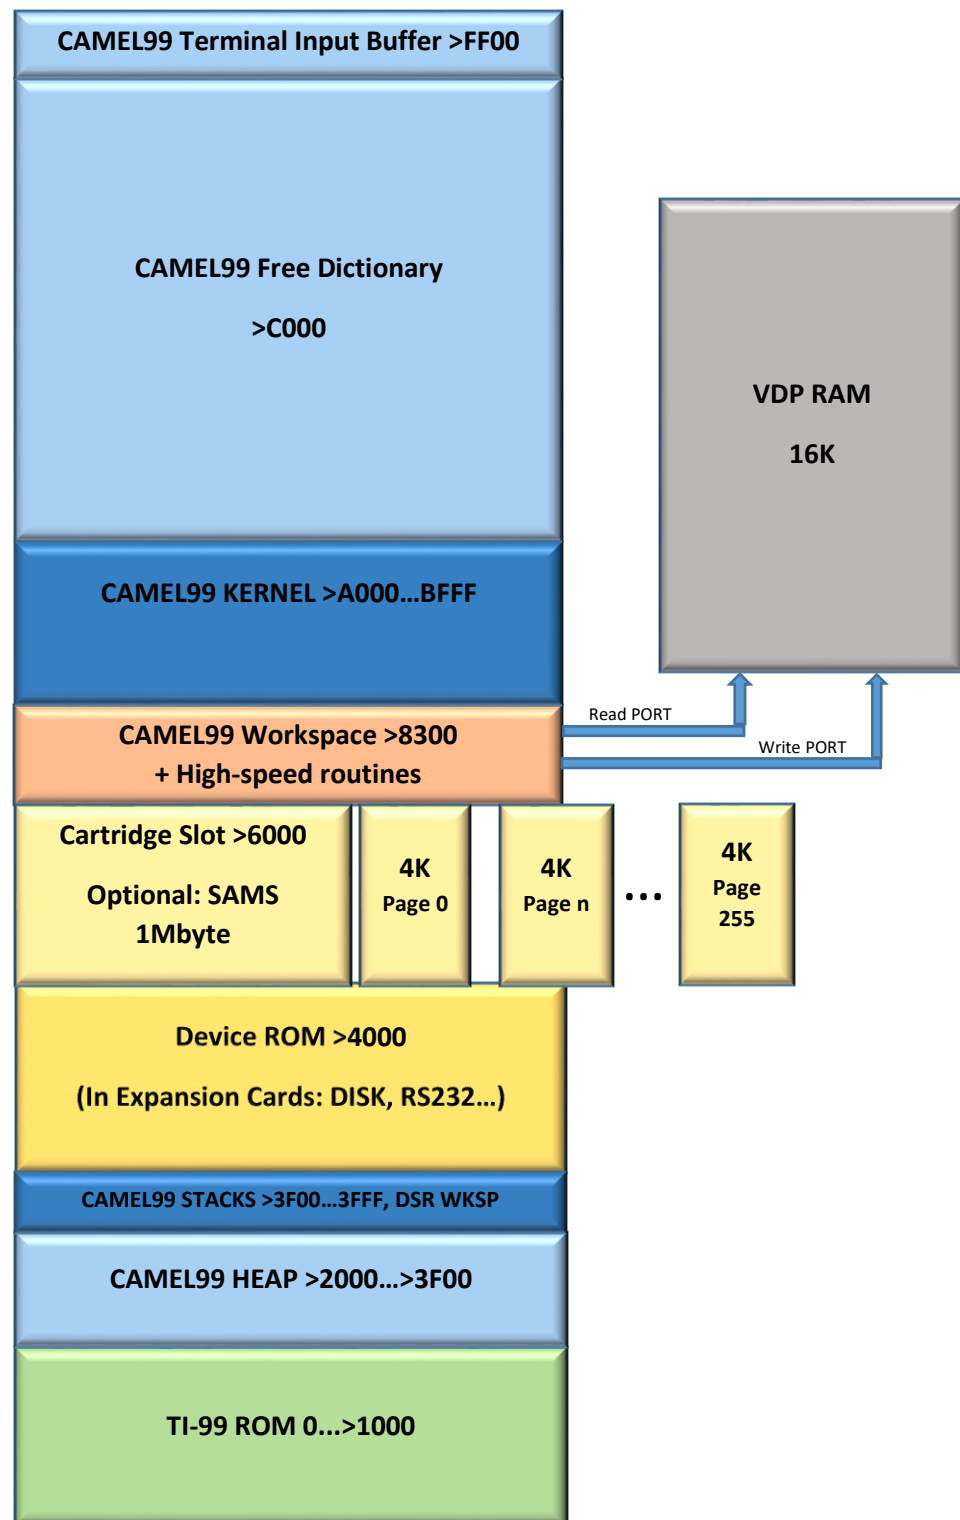 CAMEL99 Terminal Input Buffer >FF00
CAMEL99 Free Dictionary
>C000
VDP RAM
16K
CAMEL99 KERNEL >A000...BFFF
CAMEL99 Workspace >8300
+ High-speed routines
Read PORT
Write PORT
Cartridge Slot >6000
Optional: SAMS
1Mbyte
4K
Page 0
4K
Page n
...
4K
Page
255
Device ROM >4000
(In Expansion Cards: DISK, RS232...)
CAMEL99 STACKS >3F00...3FFF, DSR WKSP
CAMEL99 HEAP >2000...>3F00
TI-99 ROM 0...>1000